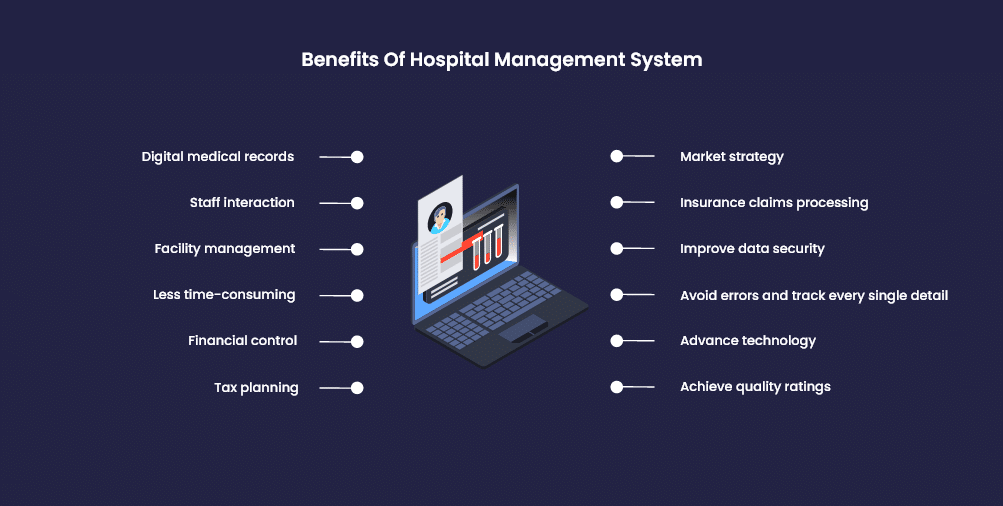 Benefits Of Hospital Management System
Digital medical records
Staff interaction
Facility management
Less time-consuming
Financial control
Tax planning
Market strategy
Insurance claims processing
Improve data security
Avoid errors and track every single detail
Advance technology
Achieve quality ratings